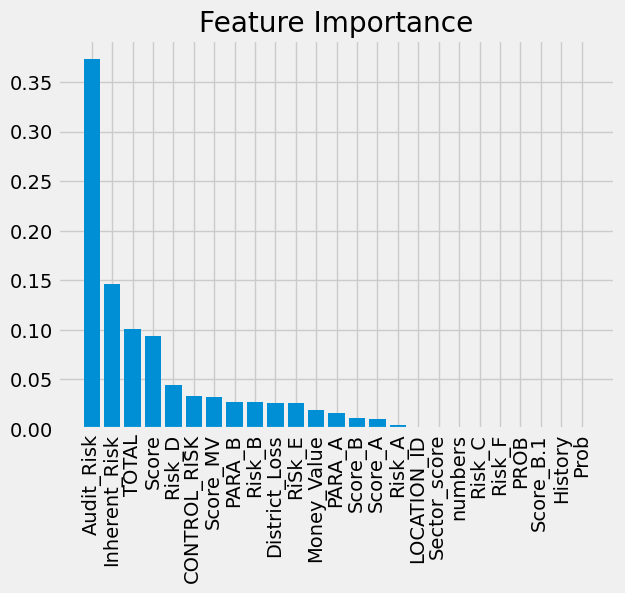 Feature Importance
0.35
0.30
0.25
0.20
0.15
0.10
0.05
0.00
Audit_Risk
Inherent_Risk
TOTAL
Score
Risk_D
CONTROL_RISK
Score_MV
PARA_B
Risk_B
District_Loss
RiSk_E
Money_Value
PARA_A
Score_B
Score_A
Risk_A
LOCATION_ID
Sector_score
numbers
Risk_C
Risk_F
PROB
Score_B.1
History
Prob